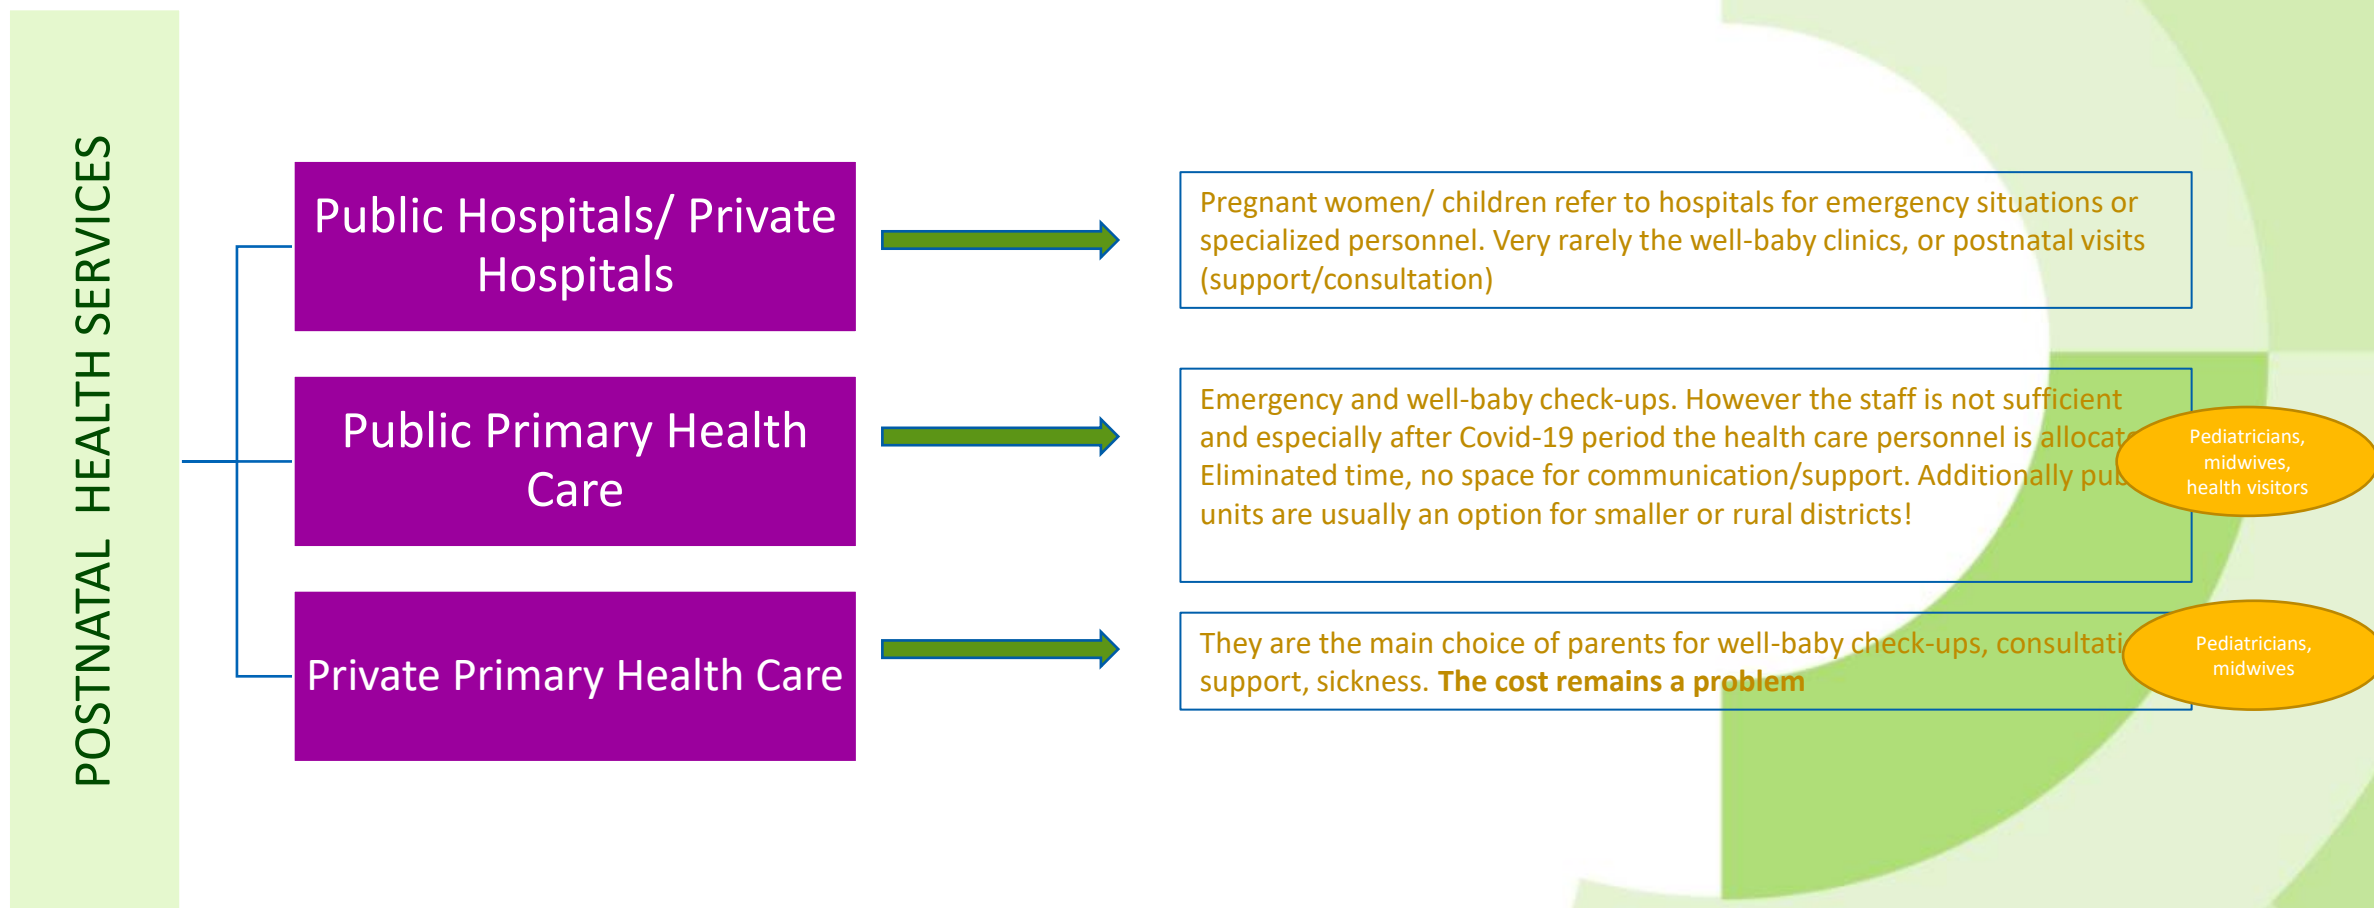 POSTNATAL HEALTH SERVICES
Public Hospitals/ Private
Hospitals
Pregnant women/ children refer to hospitals for emergency situations or
specialized personnel. Very rarely the well-baby clinics, or postnatal visits
(support/consultation)
Public Primary Health
Care
Emergency and well-baby check-ups. However the staff is not sufficient
and especially after Covid-19 period the health care personnel is
Eliminated time, no space for communication/support. Additionally
units are usually an option for smaller or rural districts!
Pediatricians,
midwives,
health visitors
Private Primary Health Care
They are the main choice of parents for well-baby check-ups,
support, sickness. The cost remains a problem
Pediatricians,
midwives